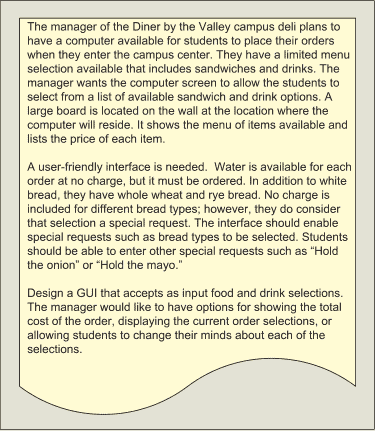 The manager of the Diner by the Valley campus deli plans to
have a computer available for students to place their orders
when they enter the campus center. They have a limited menu
selection available that includes sandwiches and drinks. The
manager wants the computer screen to allow the students to
select from a list of available sandwich and drink options. A
large board is located on the wall at the location where the
computer will reside. It shows the menu of items available and
lists the price of each item.
A user-friendly interface is needed. Water is available for each
order at no charge, but it must be ordered. In addition to white
bread, they have whole wheat and rye bread. No charge is
included for different bread types; however, they do consider
that selection a special request. The interface should enable
special requests such as bread types to be selected. Students
should be able to enter other special requests such as “Hold
the onion” or “Hold the mayo.”
Design a GUI that accepts as input food and drink selections.
The manager would like to have options for showing the total
cost of the order, displaying the current order selections, or
allowing students to change their minds about each of the
selections.